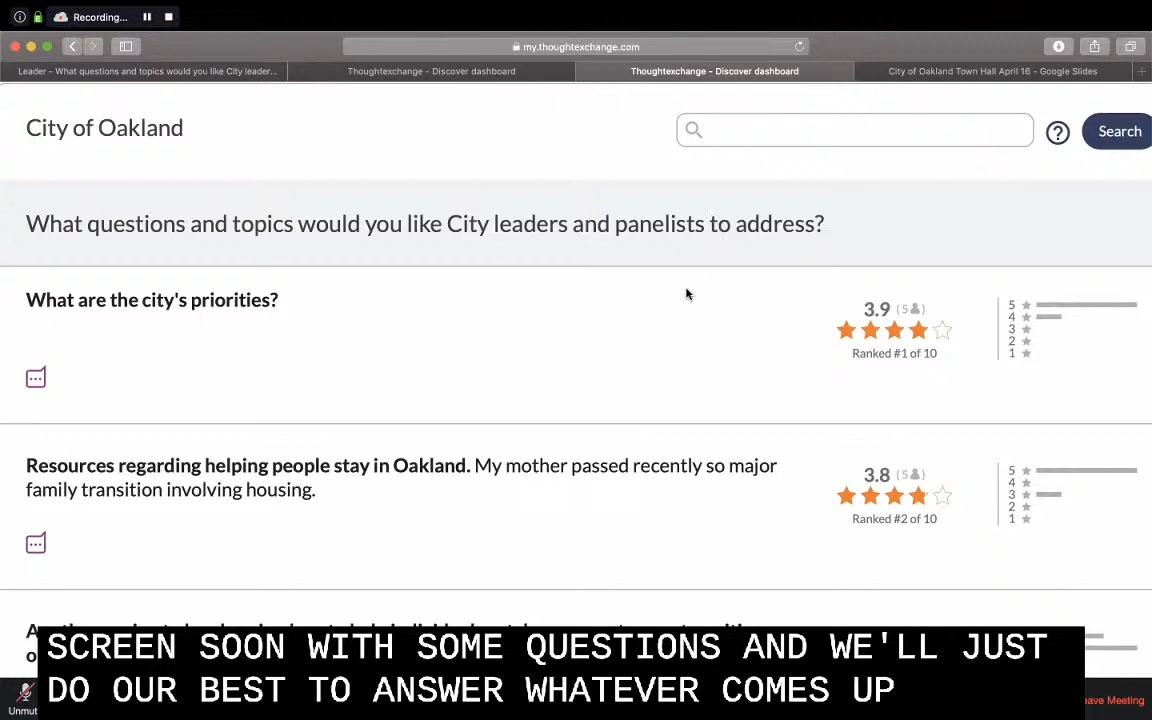 Recording...
my.thoughtexchange.com
Leader - What questions and topics would you like City leader...
Thoughtexchange - Discover dashboard
Thoughtexchange - Discover dashboard
City of Oakland Town Hall April 16 - Google Slides
City of Oakland
Search
What questions and topics would you like City leaders and panelists to address?
What are the city's priorities?
3.9 (5)
Ranked #1 of 10
5
4
3
2
1
Resources regarding helping people stay in Oakland. My mother passed recently so major
family transition involving housing.
3.8 (5)
Ranked #2 of 10
5
4
3
2
1
SCREEN SOON WITH SOME QUESTIONS AND WE'LL JUST
DO OUR BEST TO ANSWER WHATEVER COMES UP
Unmut
ave Meeting